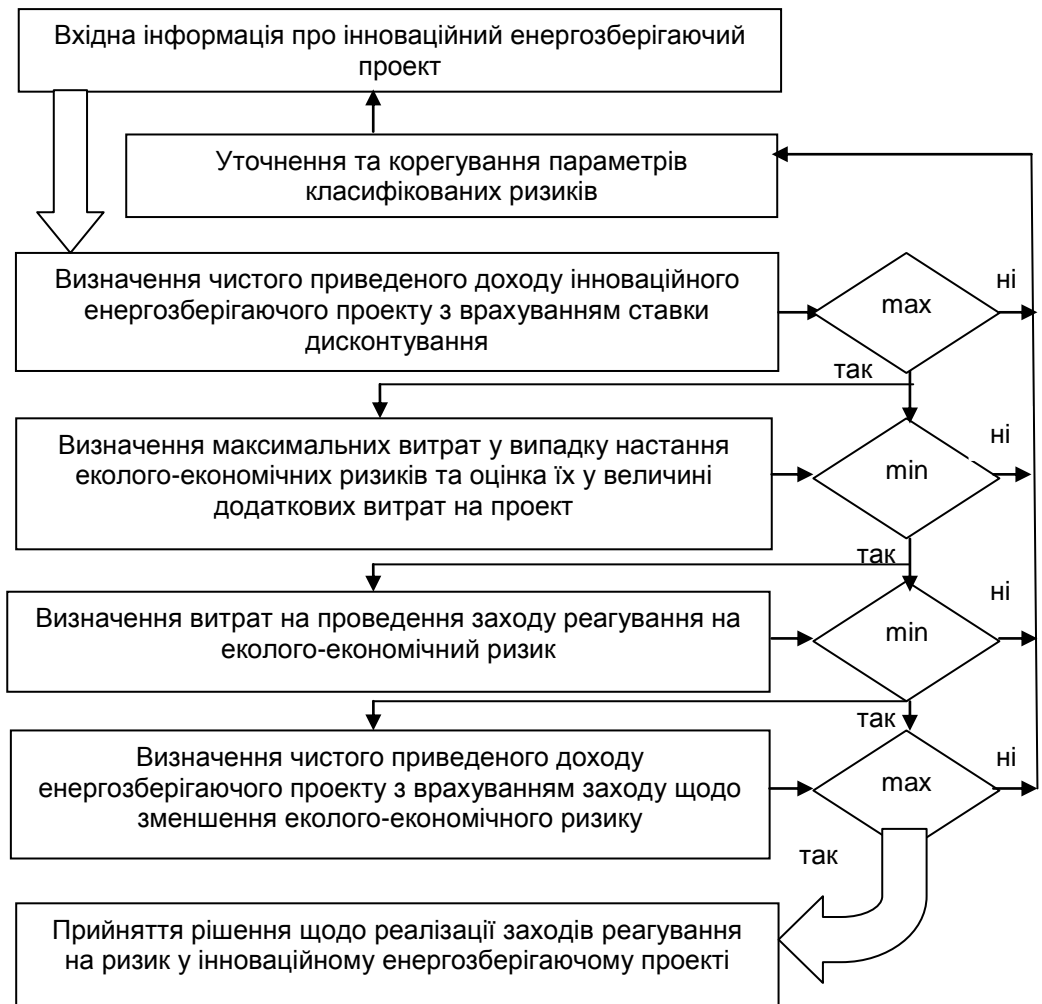 Вхідна інформація про інноваційний енергозберігаючий
проект
Уточнення та корегування параметрів
класифікованих ризиків
Визначення чистого приведеного доходу інноваційного
енергозберігаючого проекту з врахуванням ставки
дисконтування
max
ні
так
Визначення максимальних витрат у випадку настання
еколого-економічних ризиків та оцінка їх у величині
додаткових витрат на проект
min
ні
так
Визначення витрат на проведення заходу реагування на
еколого-економічний ризик
min
ні
так
Визначення чистого приведеного доходу
енергозберігаючого проекту з врахуванням заходу щодо
зменшення еколого-економічного ризику
max
ні
так
Прийняття рішення щодо реалізації заходів реагування
на ризик у інноваційному енергозберігаючому проекті